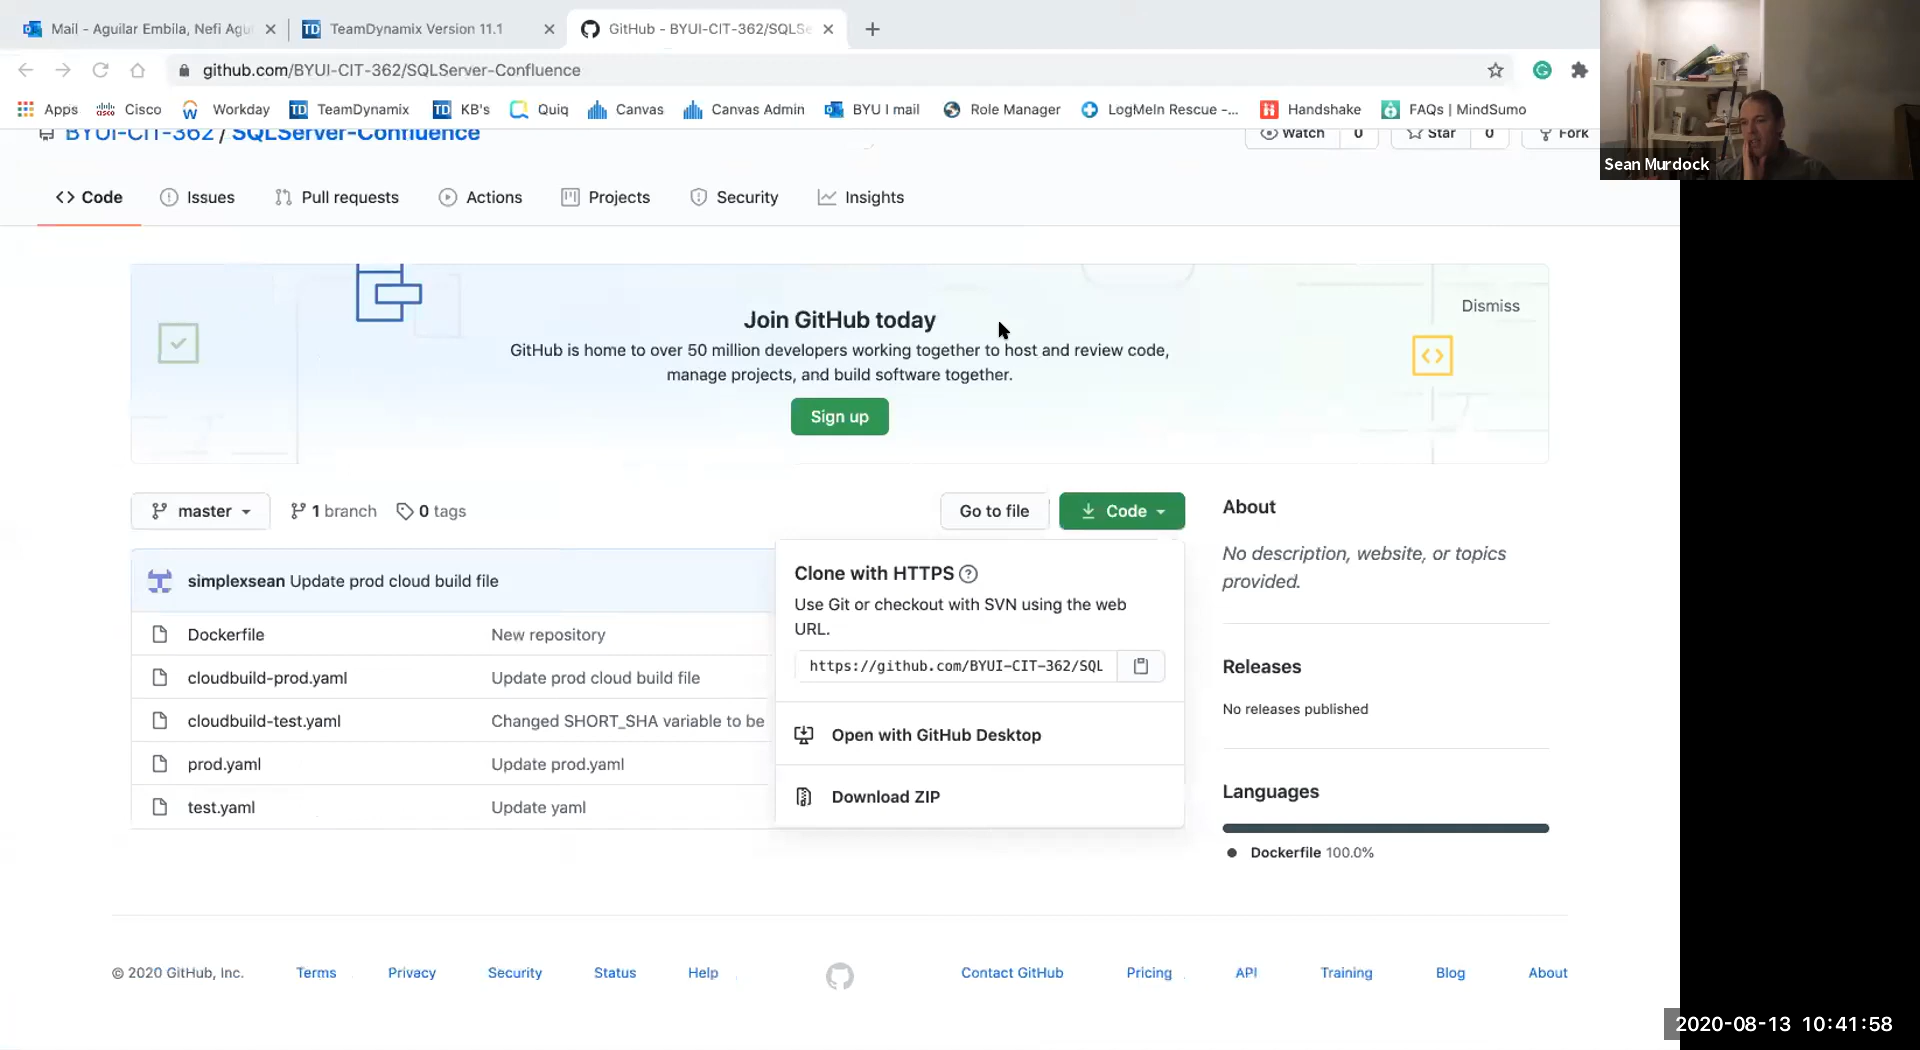 Mail - Aguilar Embila, Nefi Agu
TeamDynamix Version 11.1
GitHub - BYUI-CIT-362/SQLSe
github.com/BYUI-CIT-362/SQLServer-Confluence
Apps
Cisco
Workday
TD TeamDynamix
TD KB's
Quiq
Canvas
Canvas Admin
BYU I mail
Role Manager
LogMeIn Rescue -...
Handshake
FAQs | MindSumo
Sean Murdock
BYUI-CIT-362 / SQLServer-Confluence
Watch 0
Star 0
Fork
<> Code
Issues
Pull requests
Actions
Projects
Security
Insights
Join GitHub today
Dismiss
GitHub is home to over 50 million developers working together to host and review code,
manage projects, and build software together.
Sign up
master
1 branch
0 tags
Go to file
Code
simplexsean Update prod cloud build file
Dockerfile New repository
cloudbuild-prod.yaml Update prod cloud build file
cloudbuild-test.yaml Changed SHORT_SHA variable to be
prod.yaml Update prod.yaml
test.yaml Update yaml
Clone with HTTPS
Use Git or checkout with SVN using the web
URL.
https://github.com/BYUI-CIT-362/SQL
Open with GitHub Desktop
Download ZIP
About
No description, website, or topics
provided.
Releases
No releases published
Languages
Dockerfile 100.0%
© 2020 GitHub, Inc.
Terms
Privacy
Security
Status
Help
Contact GitHub
Pricing
API
Training
Blog
About
2020-08-13 10:41:58